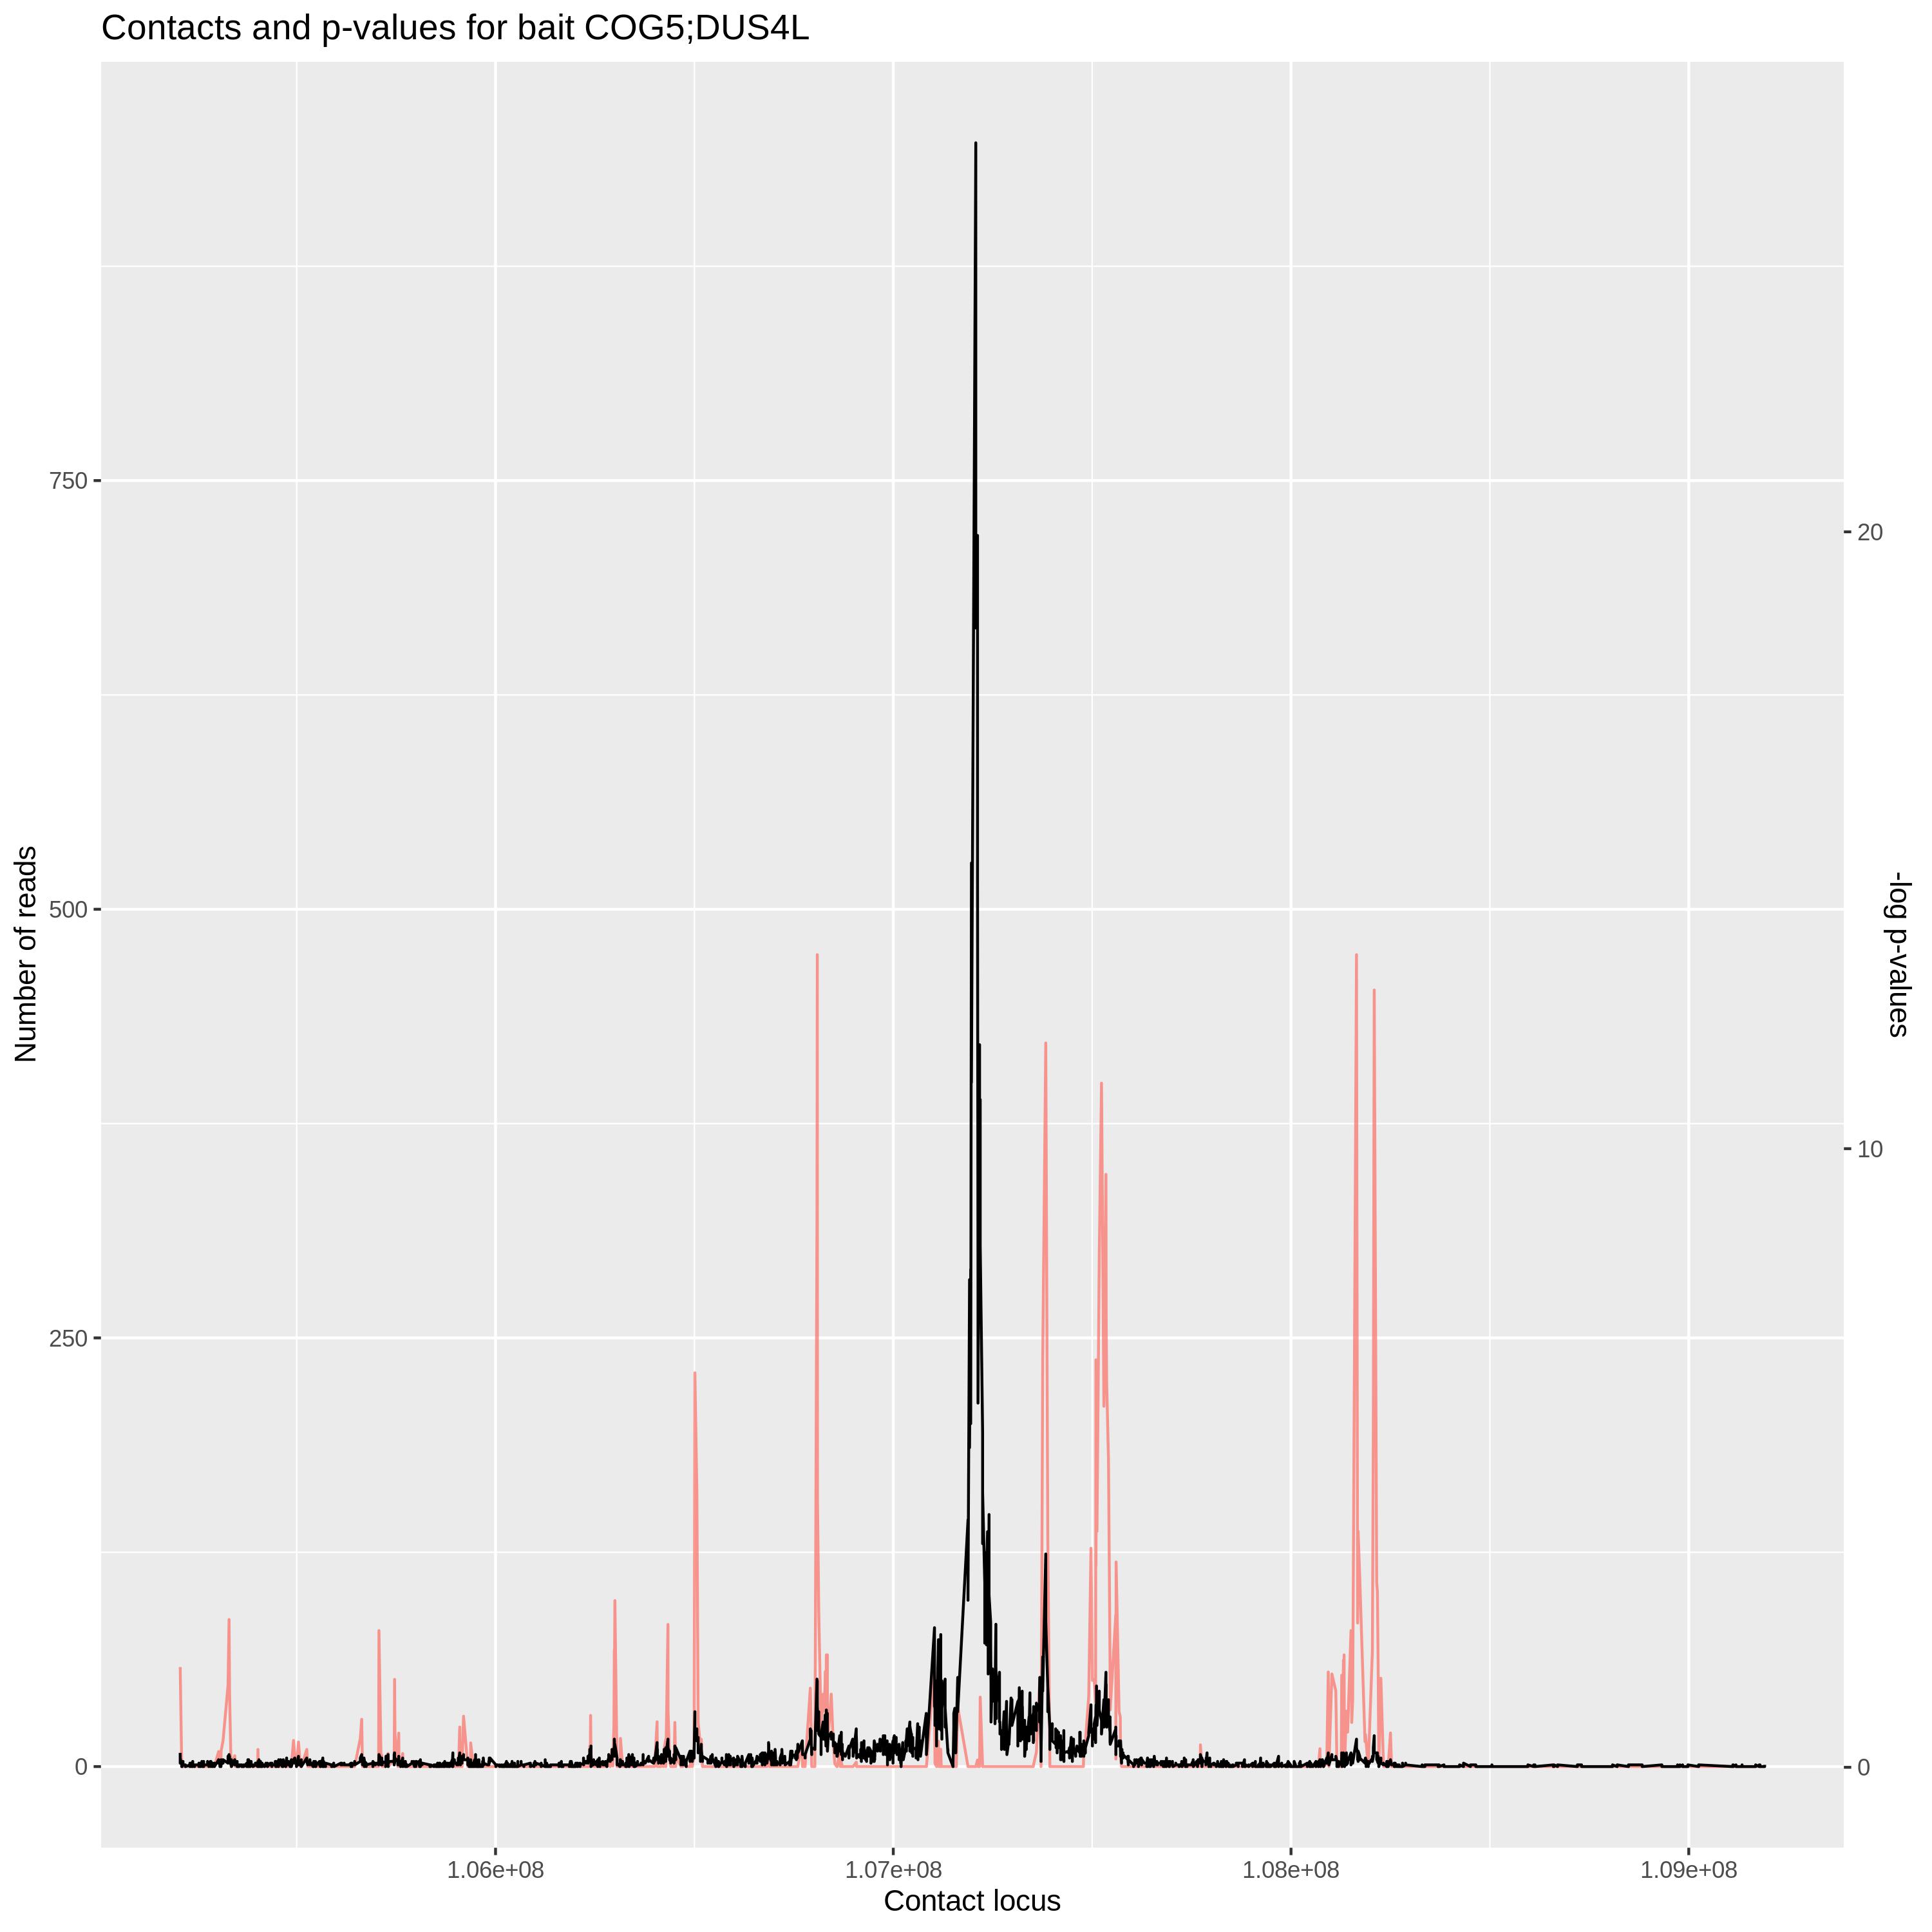 Contacts and p-values for bait COG5;DUS4L
Number of reads
750
500
250
0
20
10
0
-log p-values
1.06e+08
1.07e+08
1.08e+08
1.09e+08
Contact locus